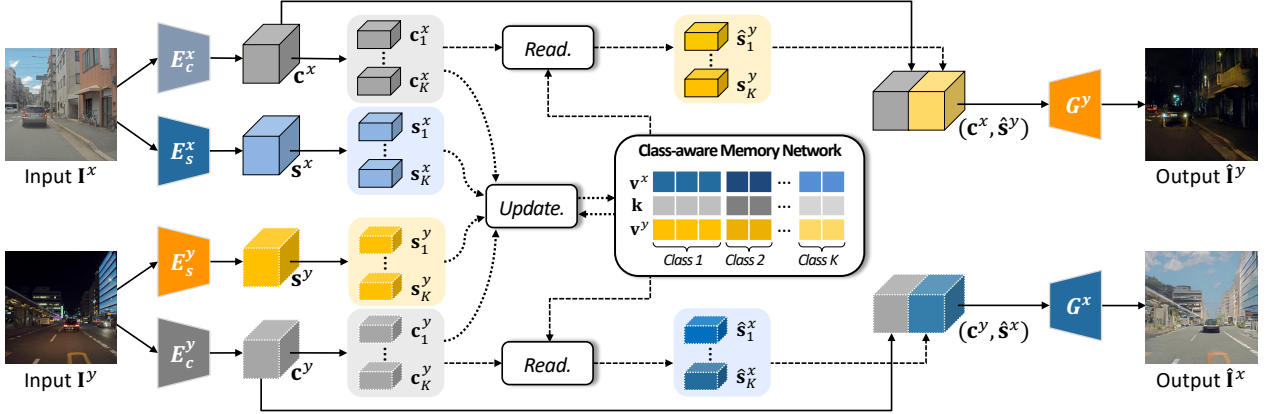 E_c^x
c^x
c_1^x
c_K^x
Read.
ŝ_1^y
s_K^y
G^y
(c^x, ŝ^y)
Input I^x
E_s^x
s^x
s_1^x
s_K^x
Output Î^y
Class-aware Memory Network
v^x
k
v^y
...
...
Class 1 Class 2 Class K
Update.
E_s^y
s^y
s_1^y
s_K^y
Input I^y
E_c^y
c^y
c_1^y
c_K^y
Read.
ŝ_1^x
ŝ_K^x
(c^y, ŝ^x)
G^x
Output Î^x